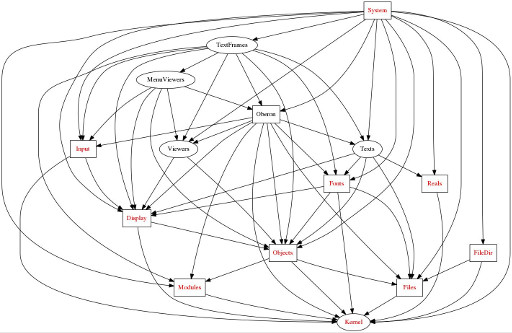 System
TextFrames
MenuViewers
Oberon
Input
Viewers
Texts
Fonts
Reals
Display
Objects
FileDir
Modules
Files
Kernel